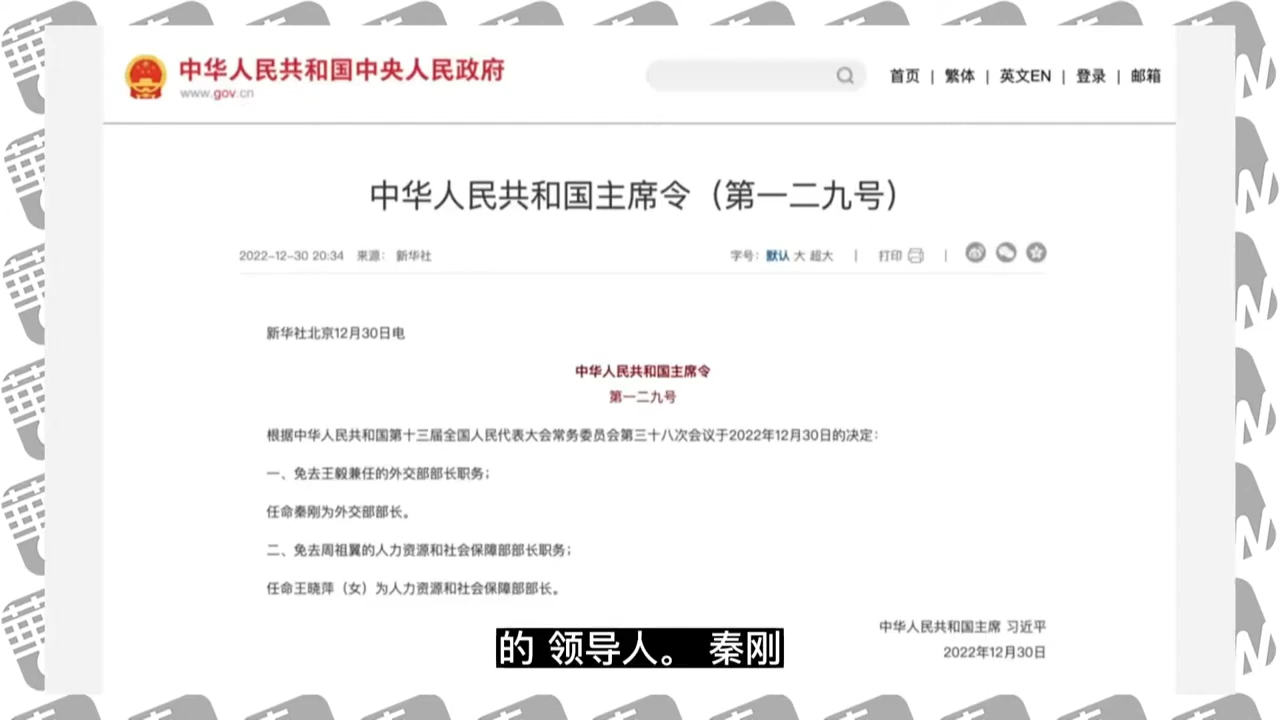 中华人民共和国中央人民政府
www.gov.cn
首页 | 繁体 | 英文EN | 登录 | 邮箱
中华人民共和国主席令（第一二九号）
2022-12-30 20:34 来源： 新华社
字号：默认 大 超大 | 打印 |
新华社北京12月30日电
中华人民共和国主席令
第一二九号
根据中华人民共和国第十三届全国人民代表大会常务委员会第三十八次会议于2022年12月30日的决定：
一、免去王毅兼任的外交部部长职务；
任命秦刚为外交部部长。
二、免去周祖翼的人力资源和社会保障部部长职务；
任命王晓萍（女）为人力资源和社会保障部部长。
中华人民共和国主席 习近平
2022年12月30日
的 领导人。 秦刚